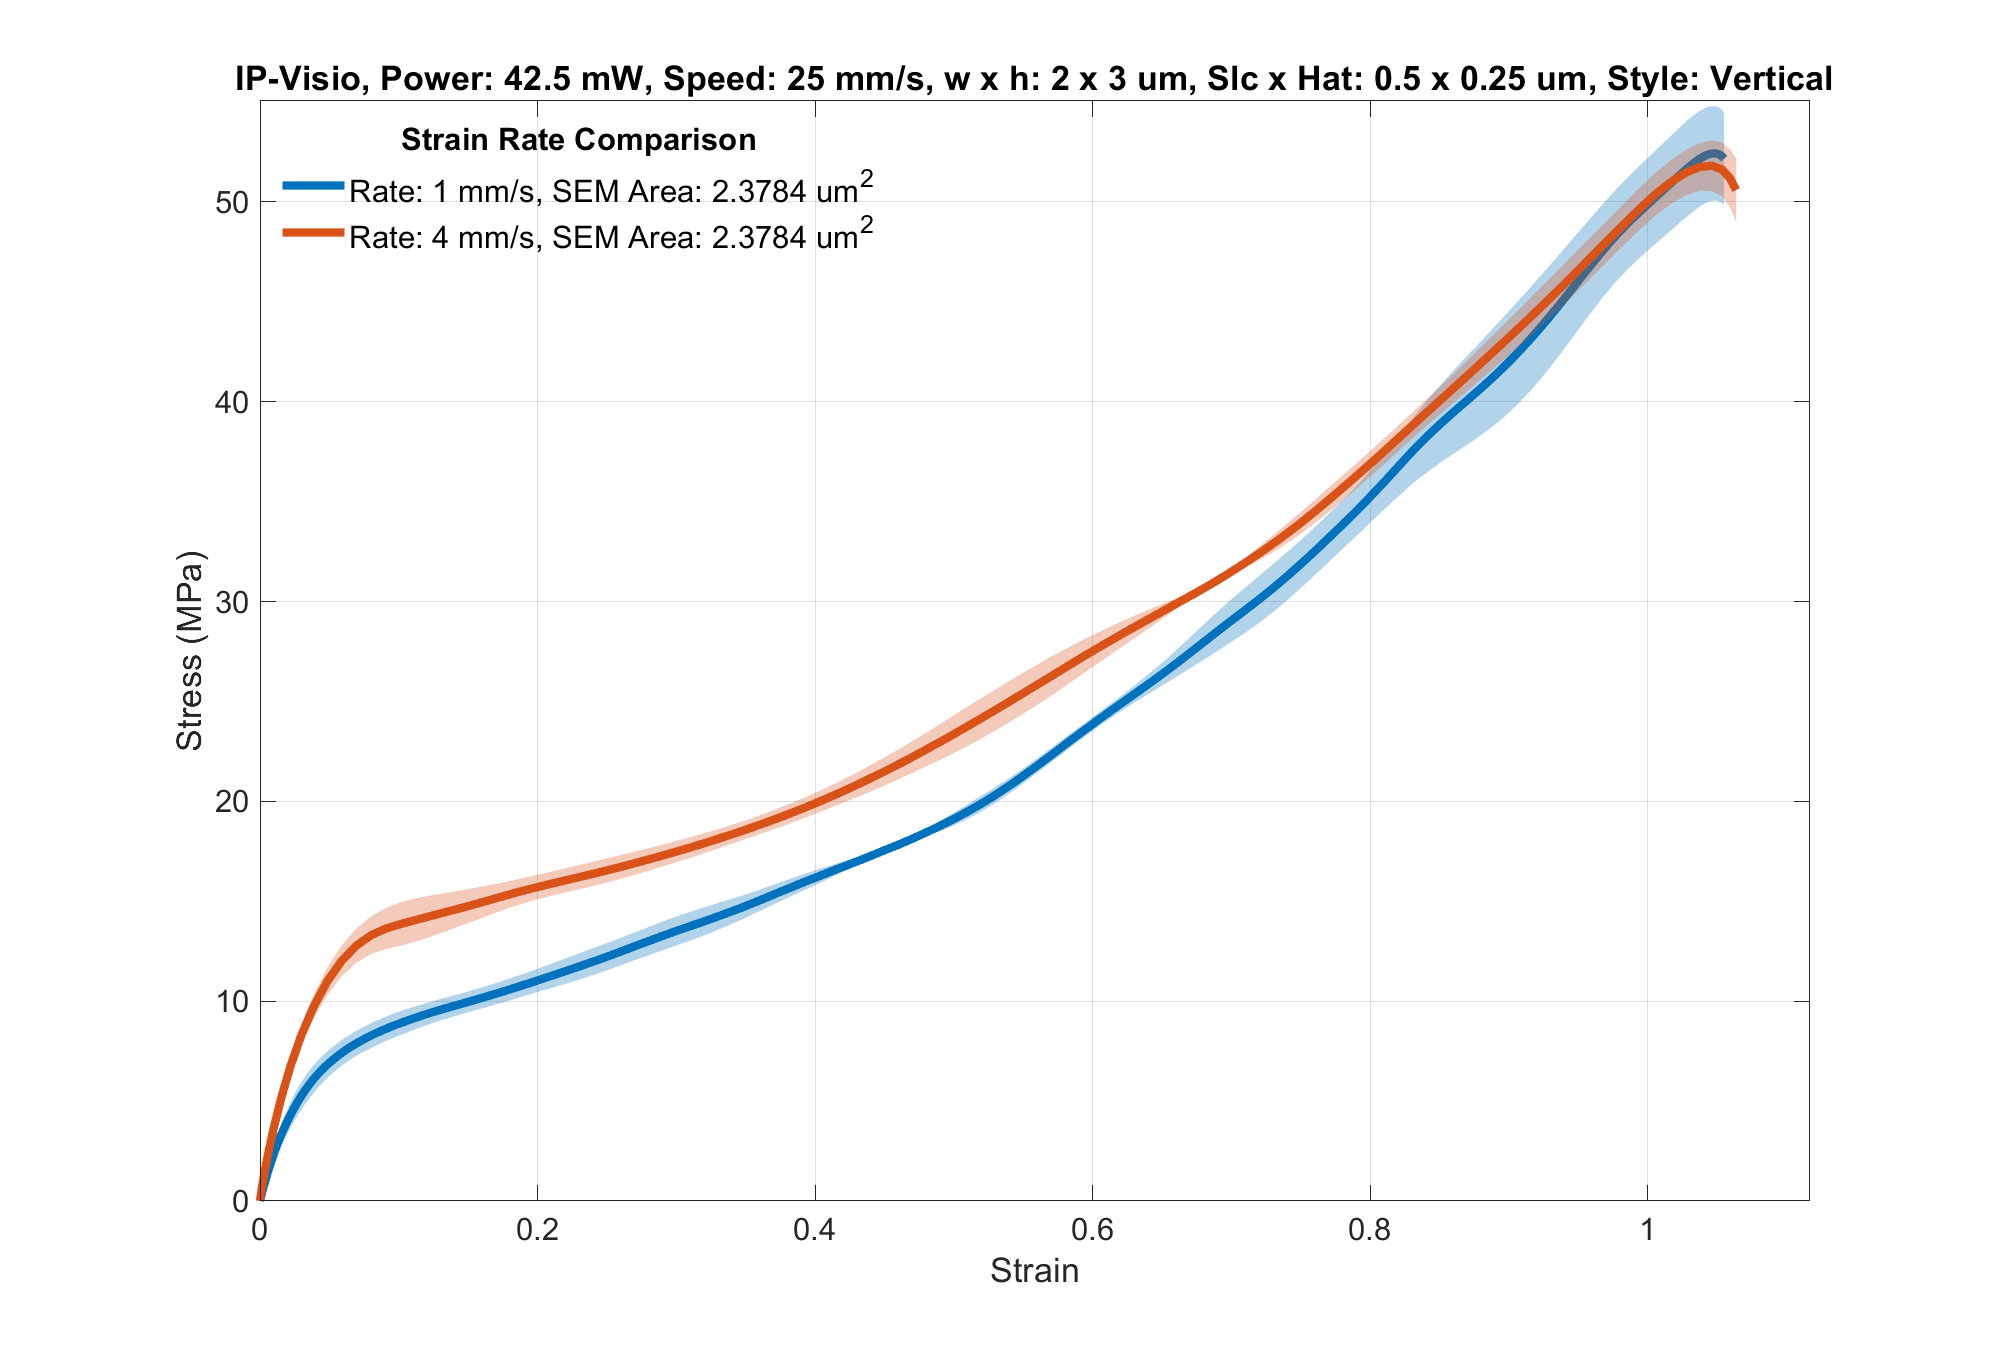 IP-Visio, Power: 42.5 mW, Speed: 25 mm/s, w x h: 2 x 3 um, Slc x Hat: 0.5 x 0.25 um, Style: Vertical
Strain Rate Comparison
Rate: 1 mm/s, SEM Area: 2.3784 um²
Rate: 4 mm/s, SEM Area: 2.3784 um²
50
40
30
20
10
0
Stress (MPa)
0 0.2 0.4 0.6 0.8 1
Strain